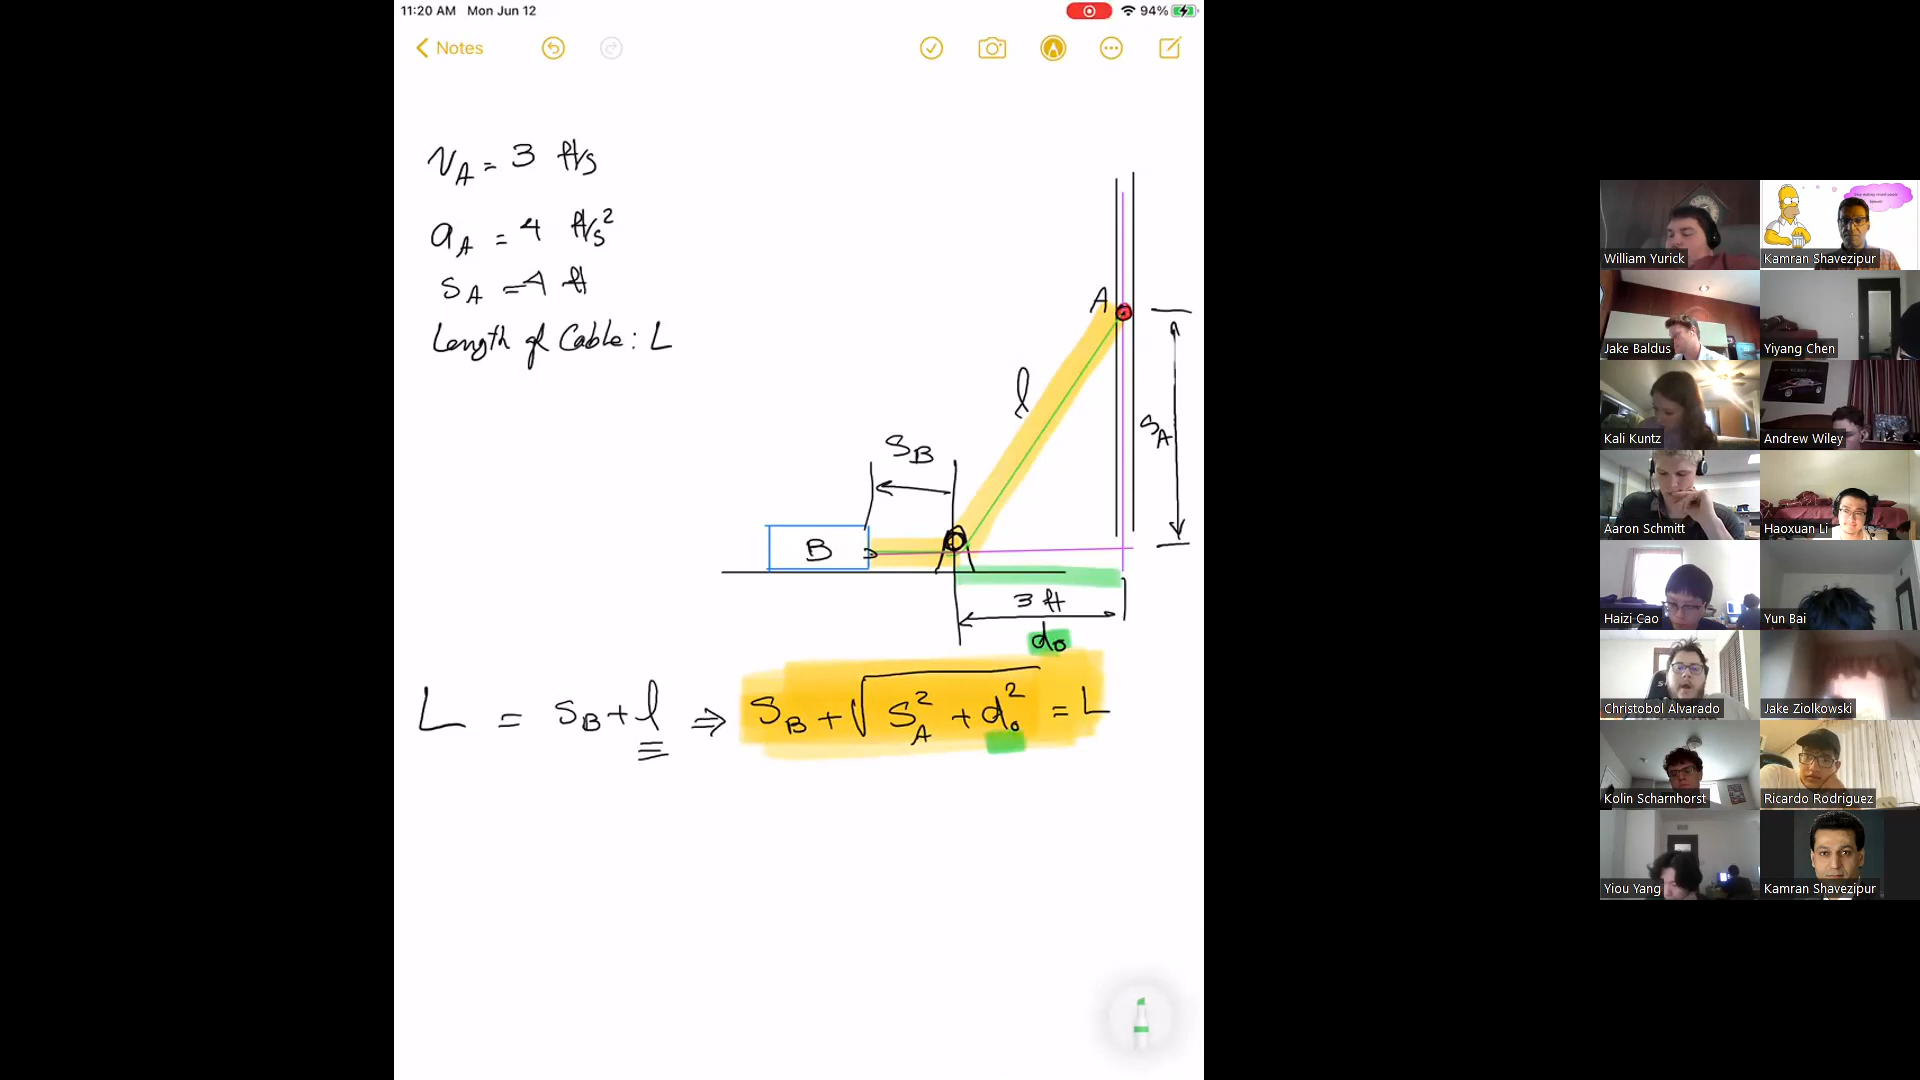 11:20 AM Mon Jun 12
94%
Notes
v_A = 3 ft/s
a_A = 4 ft/s²
s_A = 4 ft
Length of Cable: L
A
l
s_A
s_B
B
3 ft
d₀
L = s_B + l ⇒ s_B + √(s_A² + d₀²) = L
William Yurick
Kamran Shavezipur
Jake Baldus
Yiyang Chen
Kali Kuntz
Andrew Wiley
Aaron Schmitt
Haoxuan Li
Haizi Cao
Yun Bai
Christobol Alvarado
Jake Ziolkowski
Kolin Scharnhorst
Ricardo Rodriguez
Yiou Yang
Kamran Shavezipur